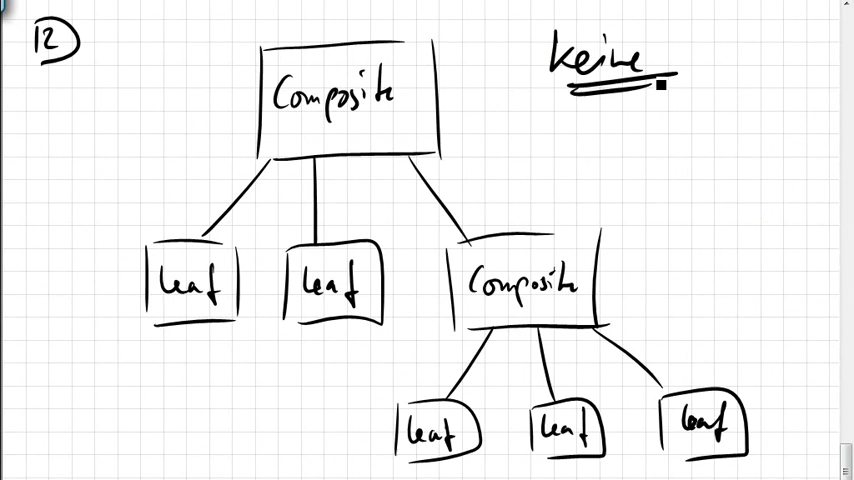 12
keine
Composite
leaf leaf Composite
leaf leaf leaf